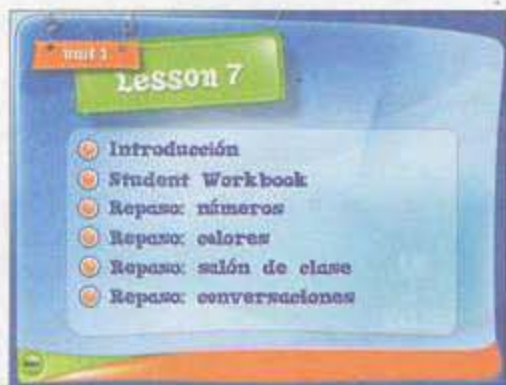 Unit 1
Lesson 7
Introducción
Student Workbook
Repaso: números
Repaso: colores
Repaso: salón de clase
Repaso: conversaciones